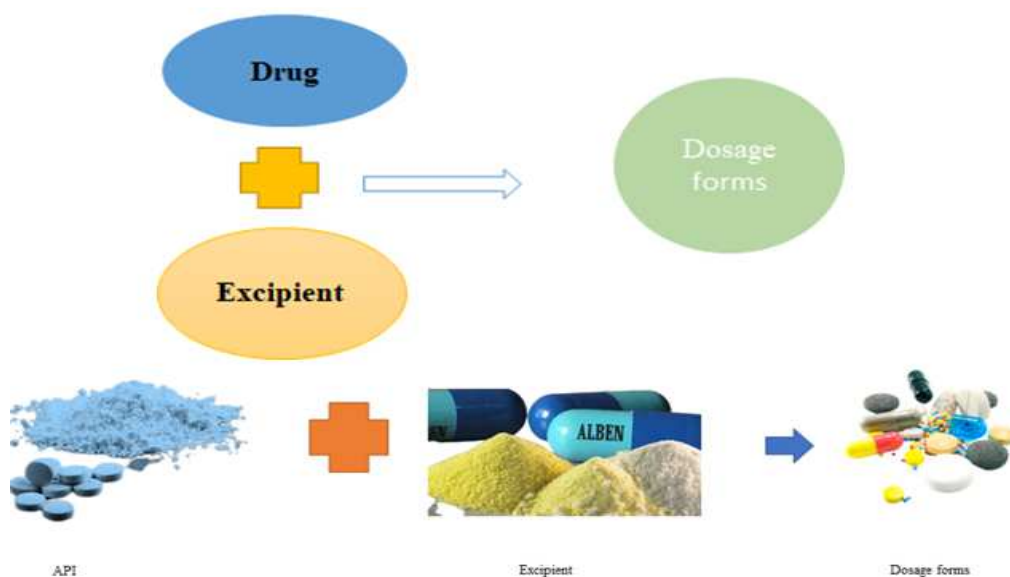 Drug
Dosage
forms
Excipient
ALBEN
API
Excipient
Dosage forms